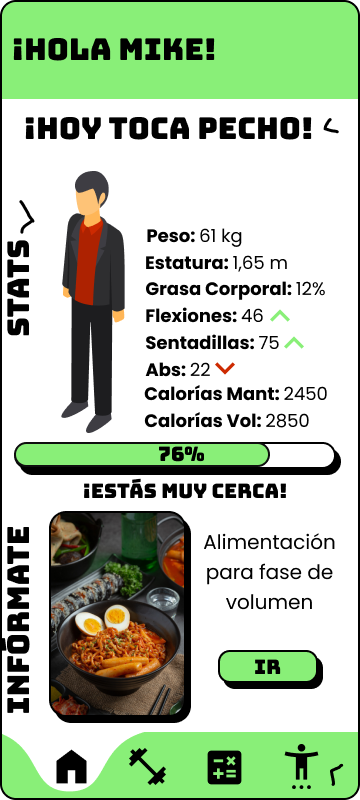 ¡HOLA MIKE!
¡HOY TOCA PECHO!
STATS
Peso: 61 kg
Estatura: 1,65 m
Grasa Corporal: 12%
Flexiones: 46
Sentadillas: 75
Abs: 22
Calorías Mant: 2450
Calorías Vol: 2850
76%
¡ESTÁS MUY CERCA!
INFÓRMATE
Alimentación
para fase de
volumen
IR